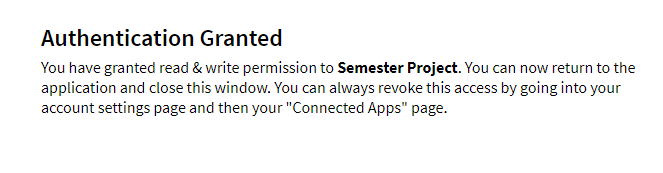 Authentication Granted
You have granted read & write permission to Semester Project. You can now return to the
application and close this window. You can always revoke this access by going into your
account settings page and then your "Connected Apps" page.